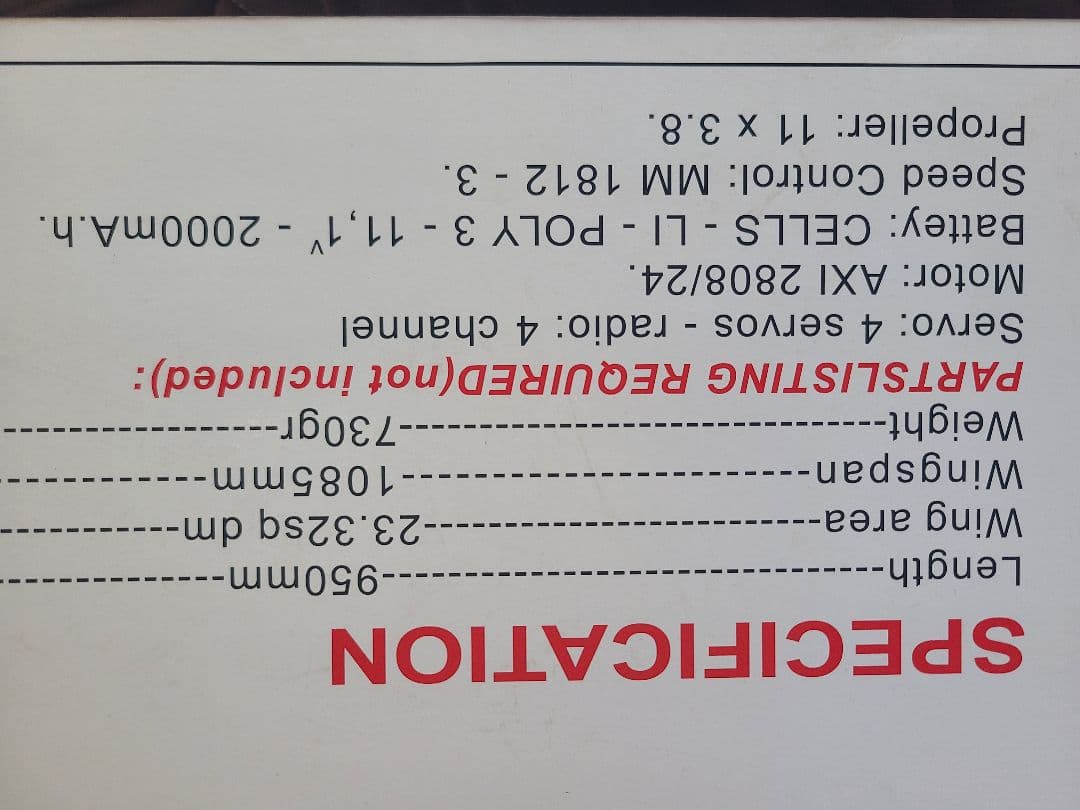 SPECIFICATION
Length-------------------------------950mm--------------
Wing area-------------------------23.32sq dm-----------
Wingspan--------------------------1085mm-------------
Weight-------------------------------730gr-----------------
PARTSLISTING REQUIRED(not included):
Servo: 4 servos - radio: 4 channel
Motor: AXI 2808/24.
Battey: CELLS - LI - POLY 3 - 11,1ᵛ - 2000mA.h.
Speed Control: MM 1812 - 3.
Propeller: 11 x 3.8.